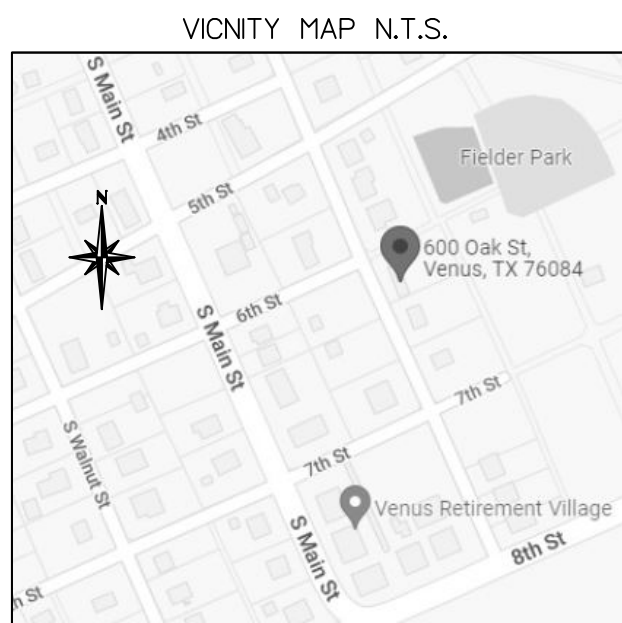 VICNITY MAP N.T.S.
S Main St
4th St
Fielder Park
5th St
N
600 Oak St,
Venus, TX 76084
6th St
S Main St
7th St
S Walnut St
7th St
Venus Retirement Village
S Main St
8th St
h St